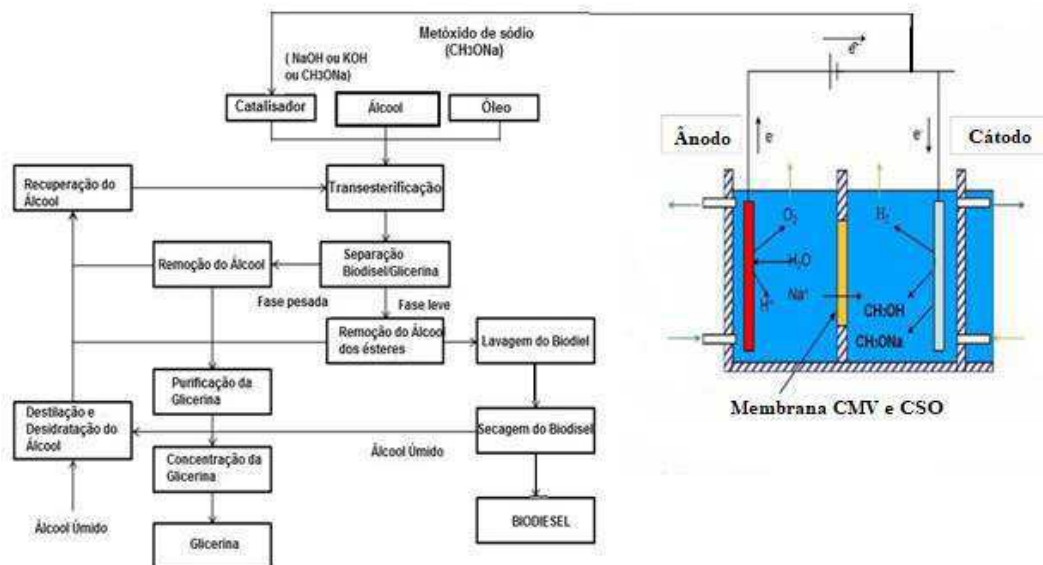 Metóxido de sódio
(CH3ONa)
( NaOH ou KOH
ou CH3ONa)
Catalisador
Álcool
Óleo
Recuperação do
Álcool
Transesterificação
Remoção do Álcool
Separação
Biodisel/Glicerina
Fase pesada
Fase leve
Remoção do Álcool
dos ésteres
Lavagem do Biodiel
Purificação da
Glicerina
Destilação e
Desidratação do
Álcool
Secagem do Biodisel
Álcool Úmido
Concentração da
Glicerina
Álcool Úmido
Glicerina
BIODIESEL
e-
Ânodo
e-
e-
Cátodo
O2
H2
H2O
Na+
H+
CH3OH
CH3ONa
Membrana CMV e CSO